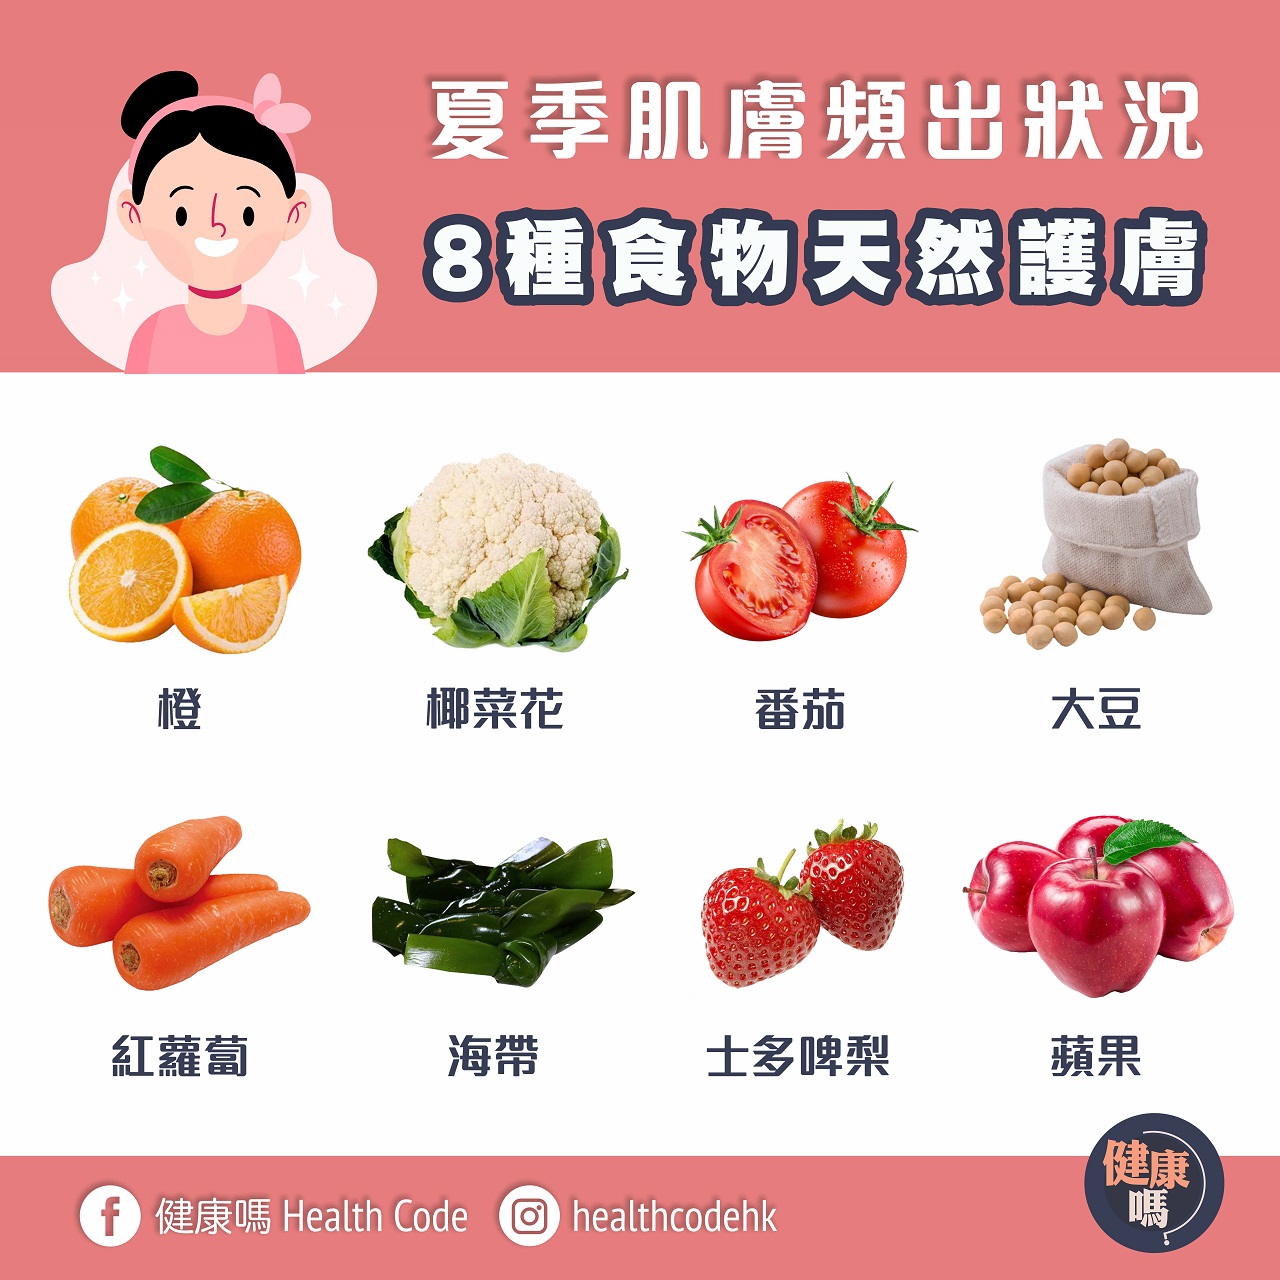 夏季肌膚頻出狀況
8種食物天然護膚
橙
椰菜花
番茄
大豆
紅蘿蔔
海帶
士多啤梨
蘋果
健康嗎 Health Code
healthcodehk
健康
嗎?